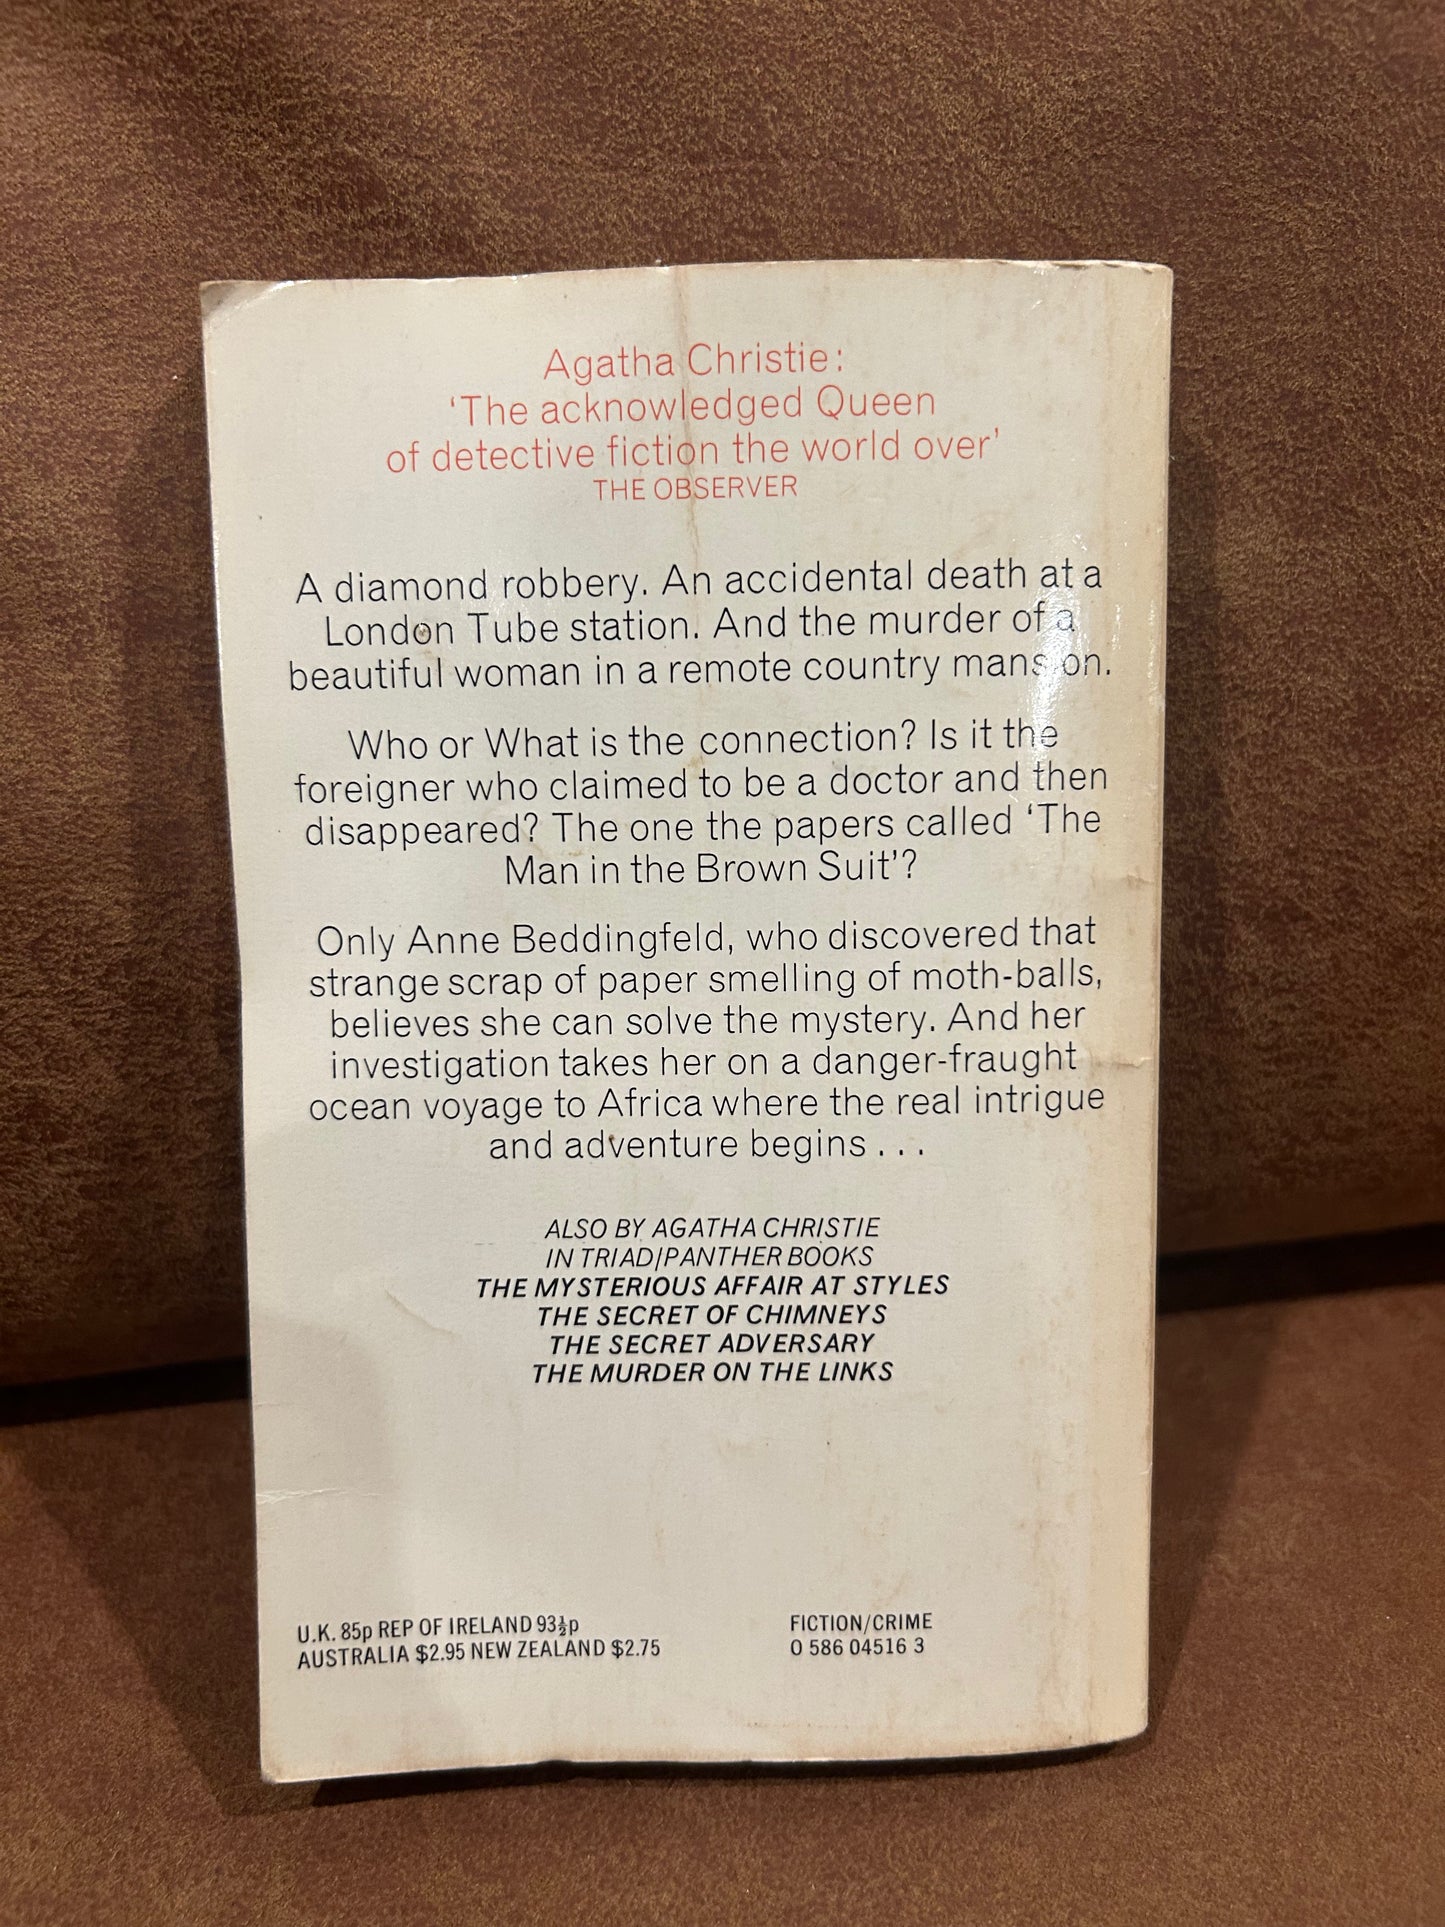 Agatha Christie:
‘The acknowledged Queen
of detective fiction the world over’
THE OBSERVER
A diamond robbery. An accidental death at a
London Tube station. And the murder of a
beautiful woman in a remote country mansion.
Who or What is the connection? Is it the
foreigner who claimed to be a doctor and then
disappeared? The one the papers called ‘The
Man in the Brown Suit’?
Only Anne Beddingfeld, who discovered that
strange scrap of paper smelling of moth-balls,
believes she can solve the mystery. And her
investigation takes her on a danger-fraught
ocean voyage to Africa where the real intrigue
and adventure begins . . .
ALSO BY AGATHA CHRISTIE
IN TRIAD/PANTHER BOOKS
THE MYSTERIOUS AFFAIR AT STYLES
THE SECRET OF CHIMNEYS
THE SECRET ADVERSARY
THE MURDER ON THE LINKS
U.K. 85p REP OF IRELAND 93½p
AUSTRALIA $2.95 NEW ZEALAND $2.75
FICTION/CRIME
0 586 04516 3